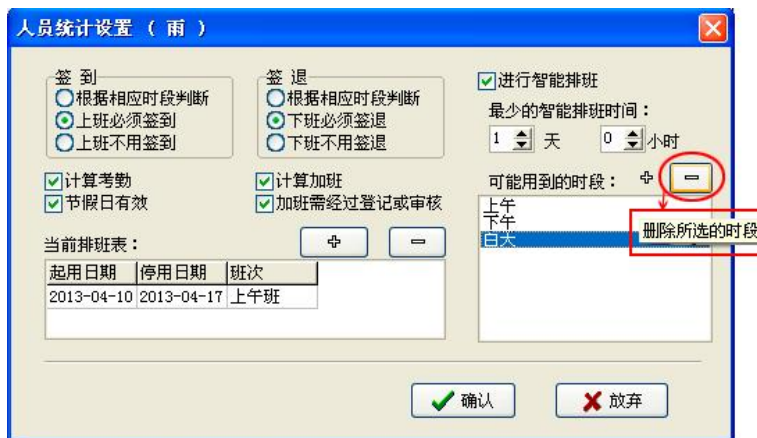 人员统计设置 ( 雨 )
签 到
根据相应时段判断
上班必须签到
上班不用签到
签 退
根据相应时段判断
下班必须签退
下班不用签退
计算考勤
节假日有效
计算加班
加班需经过登记或审核
当前排班表:
起用日期 停用日期 班次
2013-04-10 2013-04-17 上午班
进行智能排班
最少的智能排班时间:
1 天 0 小时
可能用到的时段:
上午
下午
白天
删除所选的时段
确认
放弃